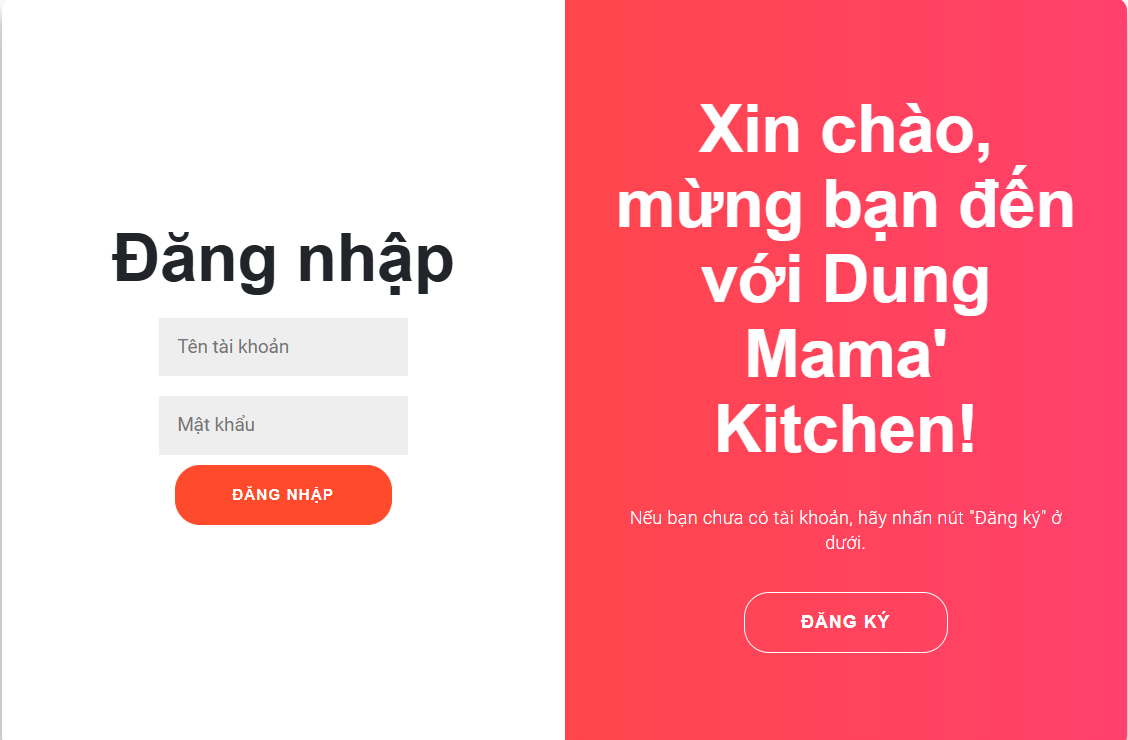 Đăng nhập
Tên tài khoản
Mật khẩu
ĐĂNG NHẬP
Xin chào,
mừng bạn đến
với Dung
Mama'
Kitchen!
Nếu bạn chưa có tài khoản, hãy nhấn nút "Đăng ký" ở
dưới.
ĐĂNG KÝ